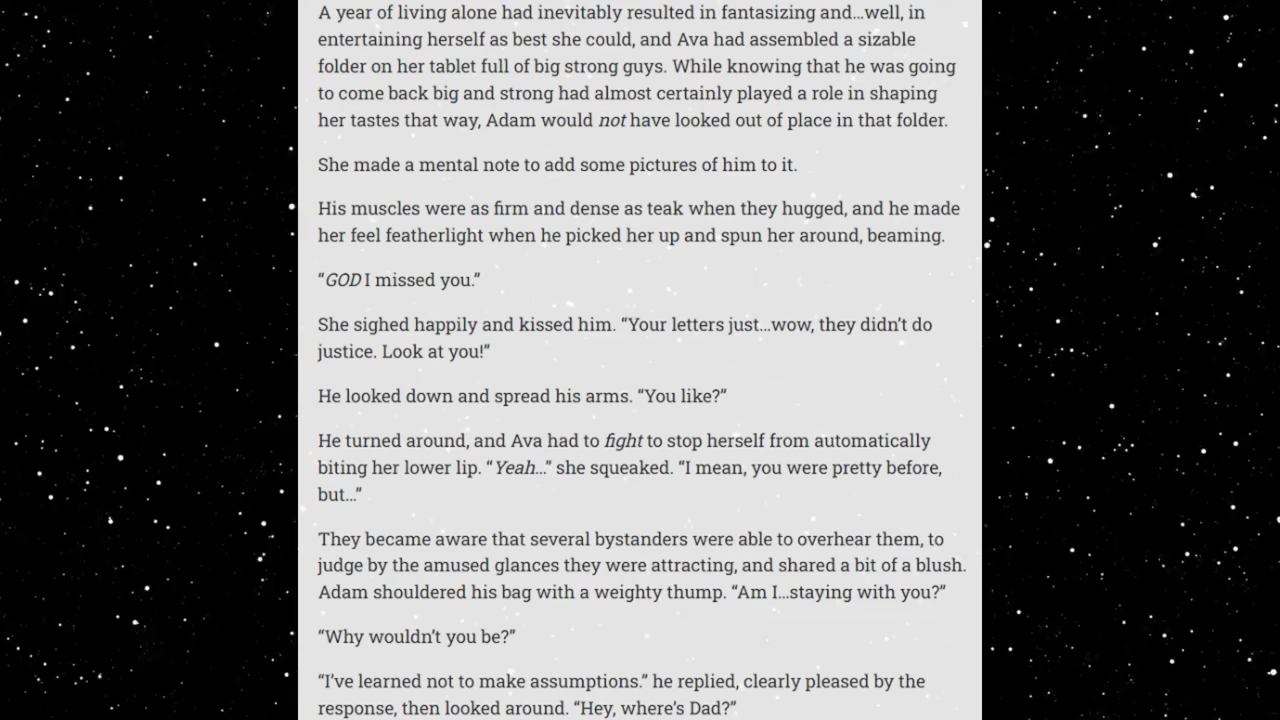 A year of living alone had inevitably resulted in fantasizing and…well, in
entertaining herself as best she could, and Ava had assembled a sizable
folder on her tablet full of big strong guys. While knowing that he was going
to come back big and strong had almost certainly played a role in shaping
her tastes that way, Adam would not have looked out of place in that folder.
She made a mental note to add some pictures of him to it.
His muscles were as firm and dense as teak when they hugged, and he made
her feel featherlight when he picked her up and spun her around, beaming.
“GOD I missed you.”
She sighed happily and kissed him. “Your letters just…wow, they didn’t do
justice. Look at you!”
He looked down and spread his arms. “You like?”
He turned around, and Ava had to fight to stop herself from automatically
biting her lower lip. “Yeah…” she squeaked. “I mean, you were pretty before,
but…”
They became aware that several bystanders were able to overhear them, to
judge by the amused glances they were attracting, and shared a bit of a blush.
Adam shouldered his bag with a weighty thump. “Am I…staying with you?”
“Why wouldn’t you be?”
“I’ve learned not to make assumptions.” he replied, clearly pleased by the
response, then looked around. “Hey, where’s Dad?”